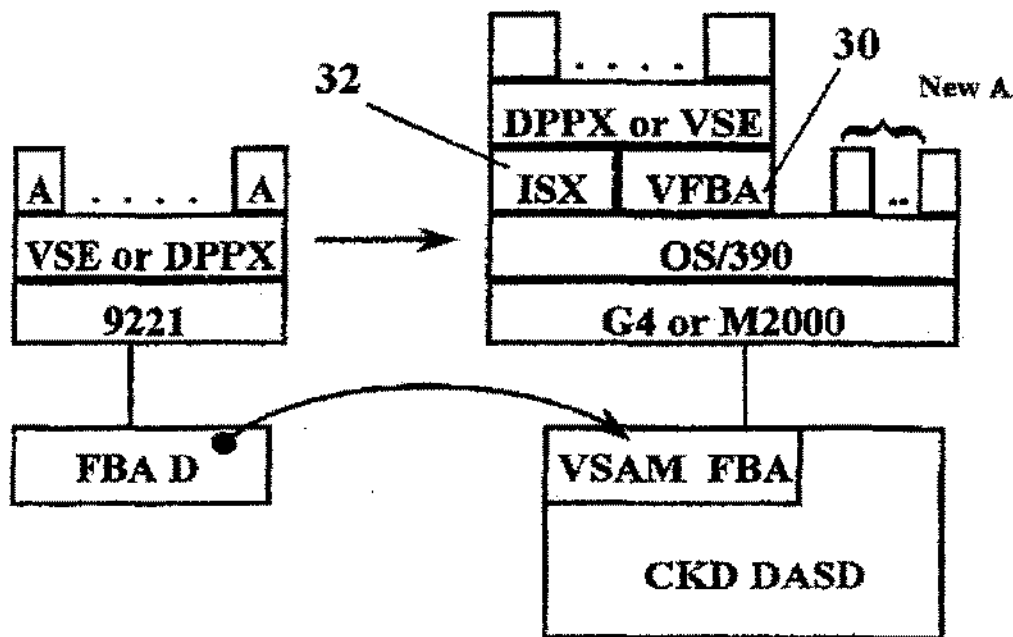 32
30
New A
DPPX or VSE
A . . . . A
ISX VFBA
VSE or DPPX
OS/390
9221
G4 or M2000
FBA D
VSAM FBA
CKD DASD